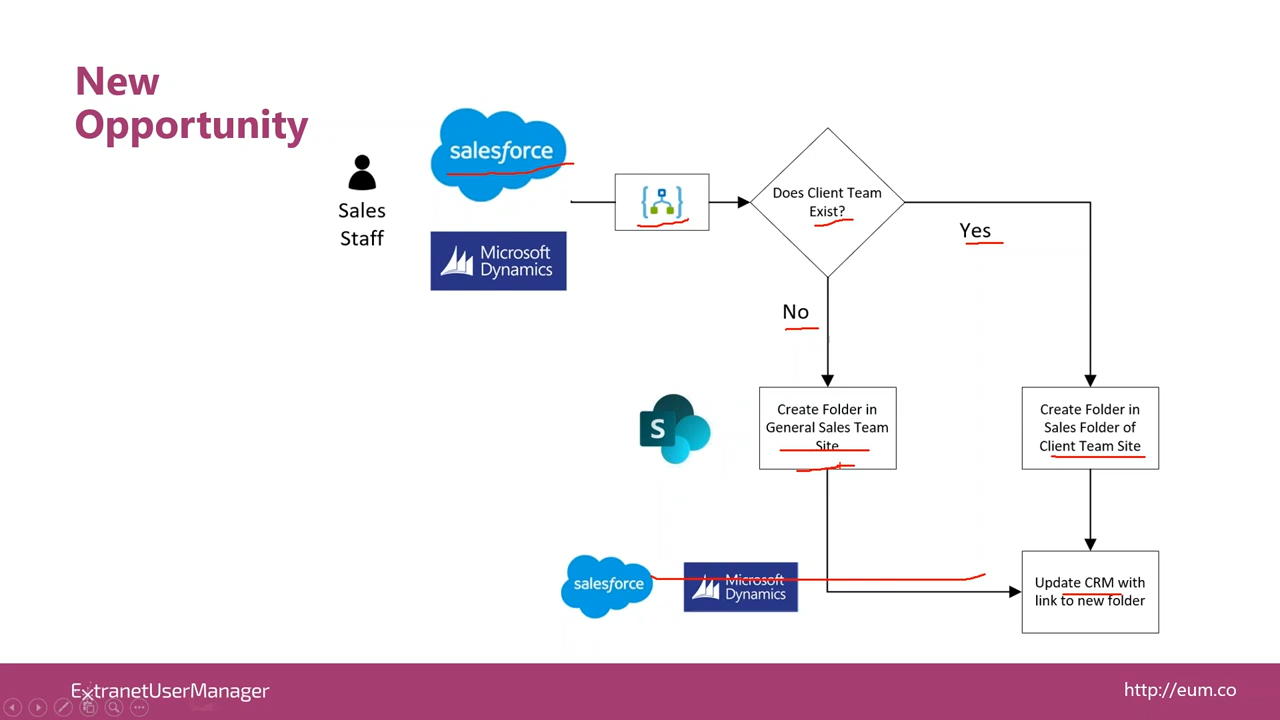 New
Opportunity
salesforce
Sales
Staff
Microsoft
Dynamics
Does Client Team
Exist?
Yes
No
S
Create Folder in
General Sales Team
Site
Create Folder in
Sales Folder of
Client Team Site
salesforce
Microsoft
Dynamics
Update CRM with
link to new folder
ExtranetUserManager
http://eum.co